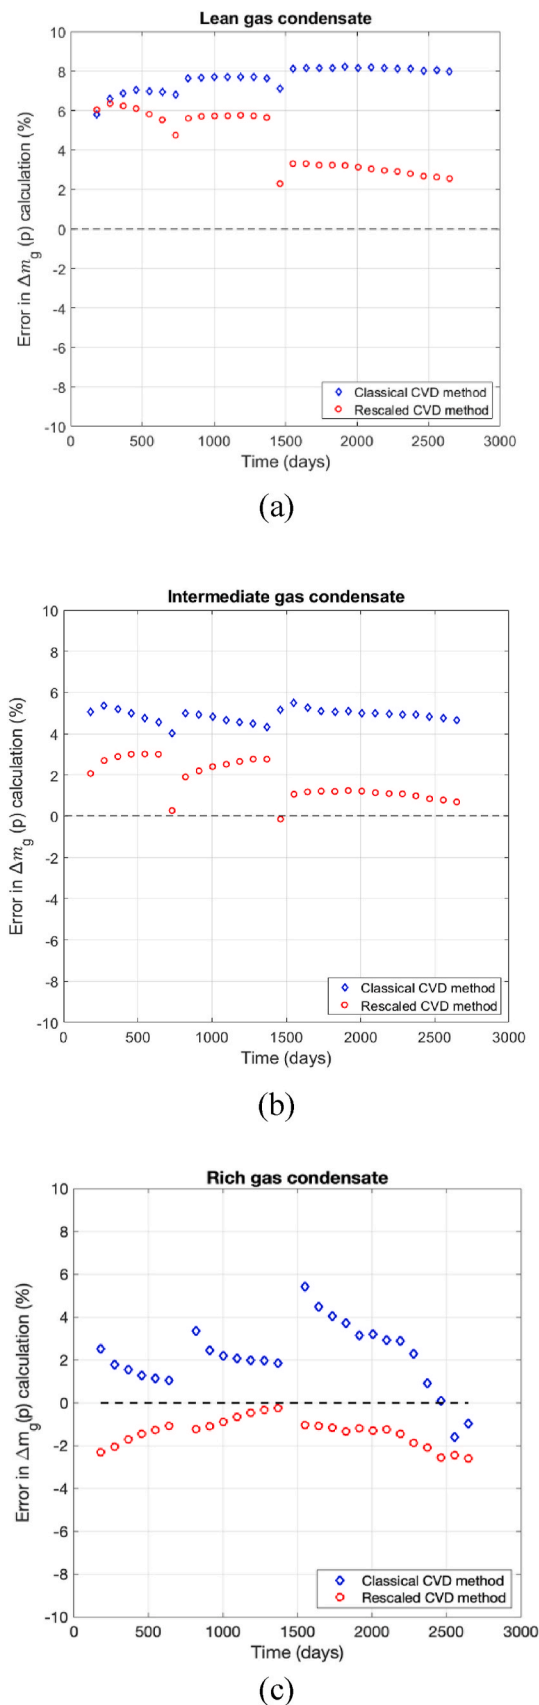 Lean gas condensate
10
8
6
4
2
0
-2
-4
-6
-8
-10
Error in Δm_g (p) calculation (%)
Classical CVD method
Rescaled CVD method
0 500 1000 1500 2000 2500 3000
Time (days)
(a)
Intermediate gas condensate
10
8
6
4
2
0
-2
-4
-6
-8
-10
Error in Δm_g (p) calculation (%)
Classical CVD method
Rescaled CVD method
0 500 1000 1500 2000 2500 3000
Time (days)
(b)
Rich gas condensate
10
8
6
4
2
0
-2
-4
-6
-8
-10
Error in Δm_g(p) calculation (%)
Classical CVD method
Rescaled CVD method
0 500 1000 1500 2000 2500 3000
Time (days)
(c)